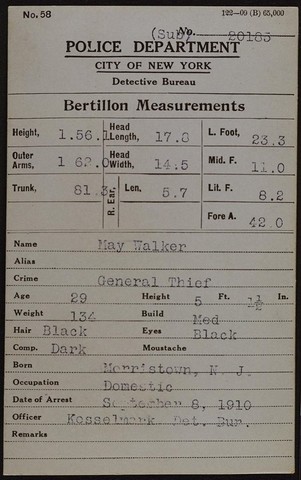 No. 58
122-09 (B) 65,000
(Sub) No. 20185
POLICE DEPARTMENT
CITY OF NEW YORK
Detective Bureau
Bertillon Measurements
Height, 1.56.1 Head Length, 17.8 L. Foot, 23.3
Outer Arms, 1 62.0 Head Width, 14.5 Mid. F. 11.0
Trunk, 81.3 R. Ear, Len, 5.7 Lit. F. 8.2
Fore A. 42.0
Name May Walker
Alias
Crime General Thief
Age 29 Height 5 Ft. 1½ In.
Weight 134 Build Med
Hair Black Eyes Black
Comp. Dark Moustache
Born Morristown, N. J.
Occupation Domestic
Date of Arrest September 8, 1910
Officer Det. Bur.
Remarks